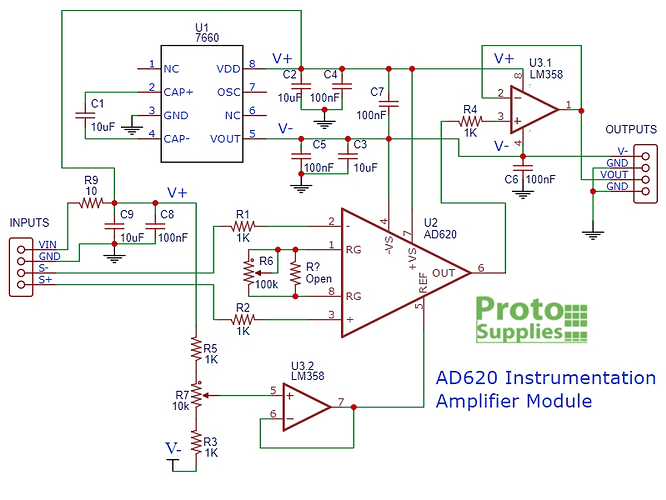 U1
7660
V+
1 NC VDD 8
2 CAP+ OSC 7
3 GND NC 6
4 CAP- VOUT 5
C1
10uF
C2
10uF
C4
100nF
C7
100nF
V-
C5
100nF
C3
10uF
V+
U3.1
LM358
8
2 -
3 +
1
4
R4
1K
V-
C6
100nF
OUTPUTS
V-
GND
VOUT
GND
R9
10
V+
C9
10uF
C8
100nF
INPUTS
VIN
GND
S-
S+
R1
1K
R6
100k
R?
Open
R2
1K
U2
AD620
2 -
1 RG
8 RG
3 +
4
-VS
7
+VS
REF
5
OUT 6
R5
1K
R7
10k
R3
1K
V-
U3.2
LM358
5 +
6 -
7
Proto
Supplies
AD620 Instrumentation
Amplifier Module